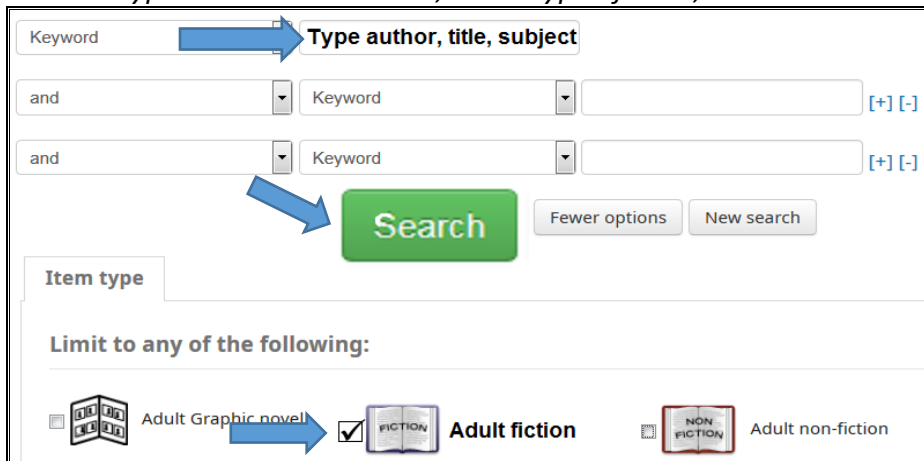 Keyword Type author, title, subject
and Keyword [+] [-]
and Keyword [+] [-]
Search Fewer options New search
Item type
Limit to any of the following:
Adult Graphic novel FICTION Adult fiction NON FICTION Adult non-fiction